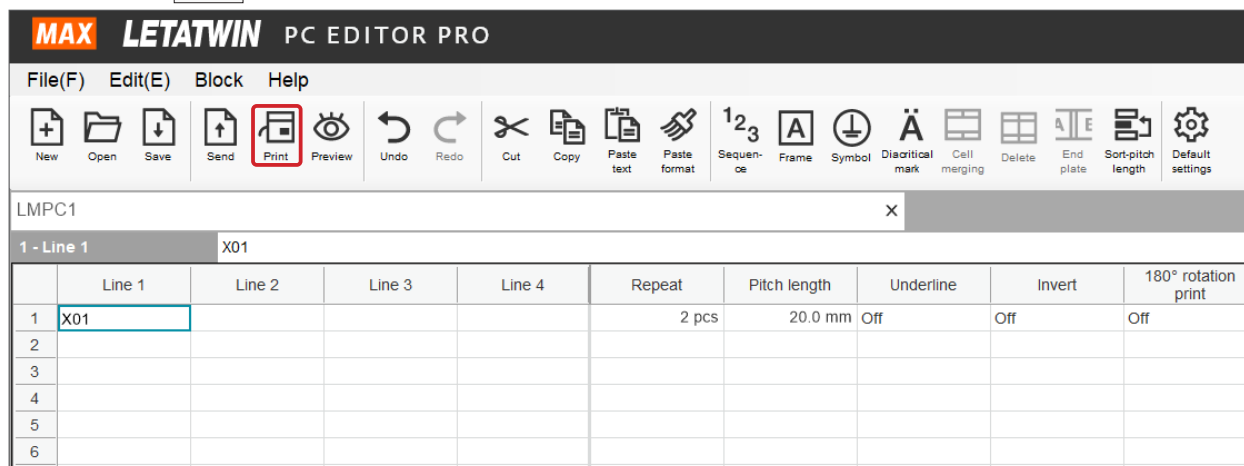 MAX LETATWIN PC EDITOR PRO
File(F) Edit(E) Block Help
New Open Save Send Print Preview Undo Redo Cut Copy Paste text Paste format Sequen-ce Frame Symbol Diacritical mark Cell merging Delete End plate Sort-pitch length Default settings
LMPC1 ×
1 - Line 1 X01
Line 1 Line 2 Line 3 Line 4 Repeat Pitch length Underline Invert 180° rotation print
1 X01 2 pcs 20.0 mm Off Off Off
2
3
4
5
6